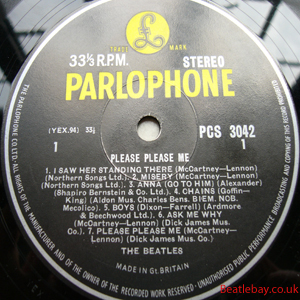 £
TRADE MARK
33⅓ R.P.M. STEREO
PARLOPHONE
(YEX.94) 33⅓
PCS 3042
1 1
PLEASE PLEASE ME
1. I SAW HER STANDING THERE (McCartney—Lennon)
(Northern Songs Ltd.) 2. MISERY (McCartney—Lennon)
(Northern Songs Ltd.) 3. ANNA (GO TO HIM) (Alexander)
(Shapiro Bernstein & Co. Ltd.) 4. CHAINS (Goffin—
King) (Aldon Mus. Charles Bans. BIEM. NCB.
Mecolico). 5. BOYS (Dixon—Farrell) (Ardmore
& Beechwood Ltd.) 6. ASK ME WHY
(McCartney—Lennon) (Dick James Mus.
Co.) 7. PLEASE PLEASE ME (McCartney—
Lennon) (Dick James Mus. Co.)
THE BEATLES
MADE IN Gt. BRITAIN
THE PARLOPHONE CO. LTD. ALL RIGHTS OF THE MANUFACTURER AND OF THE OWNER OF THE RECORDED WORK RESERVED UNAUTHORISED PUBLIC PERFORMANCE BROADCASTING AND COPYING OF THIS RECORD PROHIBITED
Beatlebay.co.uk